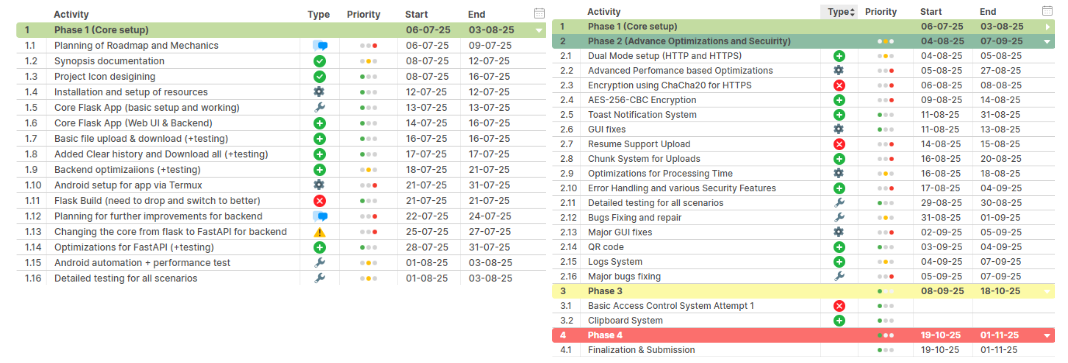 Activity Type Priority Start End
1 Phase 1 (Core setup) 06-07-25 03-08-25
1.1 Planning of Roadmap and Mechanics 06-07-25 09-07-25
1.2 Synopsis documentation 08-07-25 12-07-25
1.3 Project Icon desigining 08-07-25 16-07-25
1.4 Installation and setup of resources 12-07-25 12-07-25
1.5 Core Flask App (basic setup and working) 13-07-25 13-07-25
1.6 Core Flask App (Web UI & Backend) 14-07-25 16-07-25
1.7 Basic file upload & download (+testing) 16-07-25 16-07-25
1.8 Added Clear history and Download all (+testing) 17-07-25 17-07-25
1.9 Backend optimizaliions (+testing) 18-07-25 21-07-25
1.10 Android setup for app via Termux 21-07-25 31-07-25
1.11 Flask Build (need to drop and switch to better) 21-07-25 21-07-25
1.12 Planning for further improvements for backend 22-07-25 24-07-25
1.13 Changing the core from flask to FastAPI for backend 25-07-25 27-07-25
1.14 Optimizations for FastAPI (+testing) 28-07-25 31-07-25
1.15 Android automation + performance test 01-08-25 03-08-25
1.16 Detailed testing for all scenarios 01-08-25 03-08-25
Activity Type Priority Start End
1 Phase 1 (Core setup) 06-07-25 03-08-25
2 Phase 2 (Advance Optimizations and Secuirity) 04-08-25 07-09-25
2.1 Dual Mode setup (HTTP and HTTPS) 04-08-25 05-08-25
2.2 Advanced Perfomance based Optimizations 05-08-25 27-08-25
2.3 Encryption using ChaCha20 for HTTPS 06-08-25 08-08-25
2.4 AES-256-CBC Encryption 09-08-25 14-08-25
2.5 Toast Notification System 11-08-25 31-08-25
2.6 GUI fixes 11-08-25 13-08-25
2.7 Resume Support Upload 14-08-25 15-08-25
2.8 Chunk System for Uploads 16-08-25 20-08-25
2.9 Optimizations for Processing Time 16-08-25 18-08-25
2.10 Error Handling and various Security Features 17-08-25 04-09-25
2.11 Detailed testing for all scenarios 29-08-25 30-08-25
2.12 Bugs Fixing and repair 31-08-25 01-09-25
2.13 Major GUI fixes 02-09-25 05-09-25
2.14 QR code 03-09-25 04-09-25
2.15 Logs System 04-09-25 07-09-25
2.16 Major bugs fixing 05-09-25 07-09-25
3 Phase 3 08-09-25 18-10-25
3.1 Basic Access Control System Attempt 1
3.2 Clipboard System
4 Phase 4 19-10-25 01-11-25
4.1 Finalization & Submission 19-10-25 01-11-25